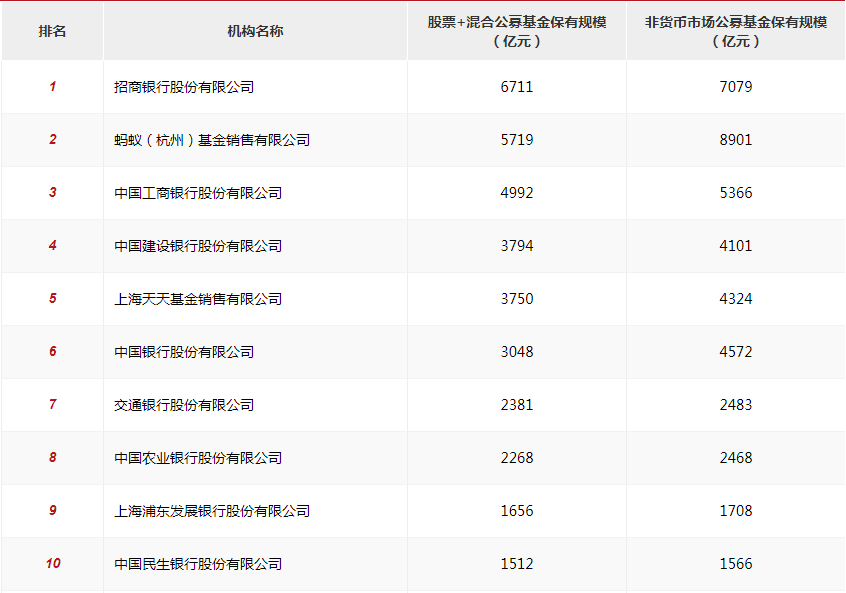 排名 机构名称 股票+混合公募基金保有规模（亿元） 非货币市场公募基金保有规模（亿元）
1 招商银行股份有限公司 6711 7079
2 蚂蚁（杭州）基金销售有限公司 5719 8901
3 中国工商银行股份有限公司 4992 5366
4 中国建设银行股份有限公司 3794 4101
5 上海天天基金销售有限公司 3750 4324
6 中国银行股份有限公司 3048 4572
7 交通银行股份有限公司 2381 2483
8 中国农业银行股份有限公司 2268 2468
9 上海浦东发展银行股份有限公司 1656 1708
10 中国民生银行股份有限公司 1512 1566